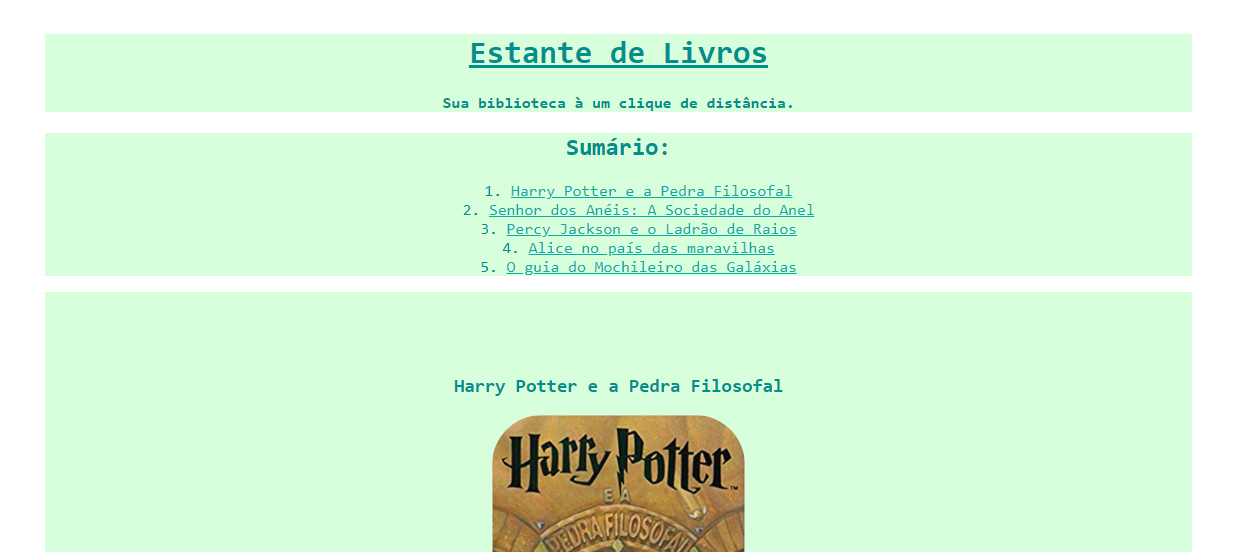 Estante de Livros
Sua biblioteca à um clique de distância.
Sumário:
1. Harry Potter e a Pedra Filosofal
2. Senhor dos Anéis: A Sociedade do Anel
3. Percy Jackson e o Ladrão de Raios
4. Alice no país das maravilhas
5. O guia do Mochileiro das Galáxias
Harry Potter e a Pedra Filosofal
Harry Potter™
E A
PEDRA FILOSOFAL